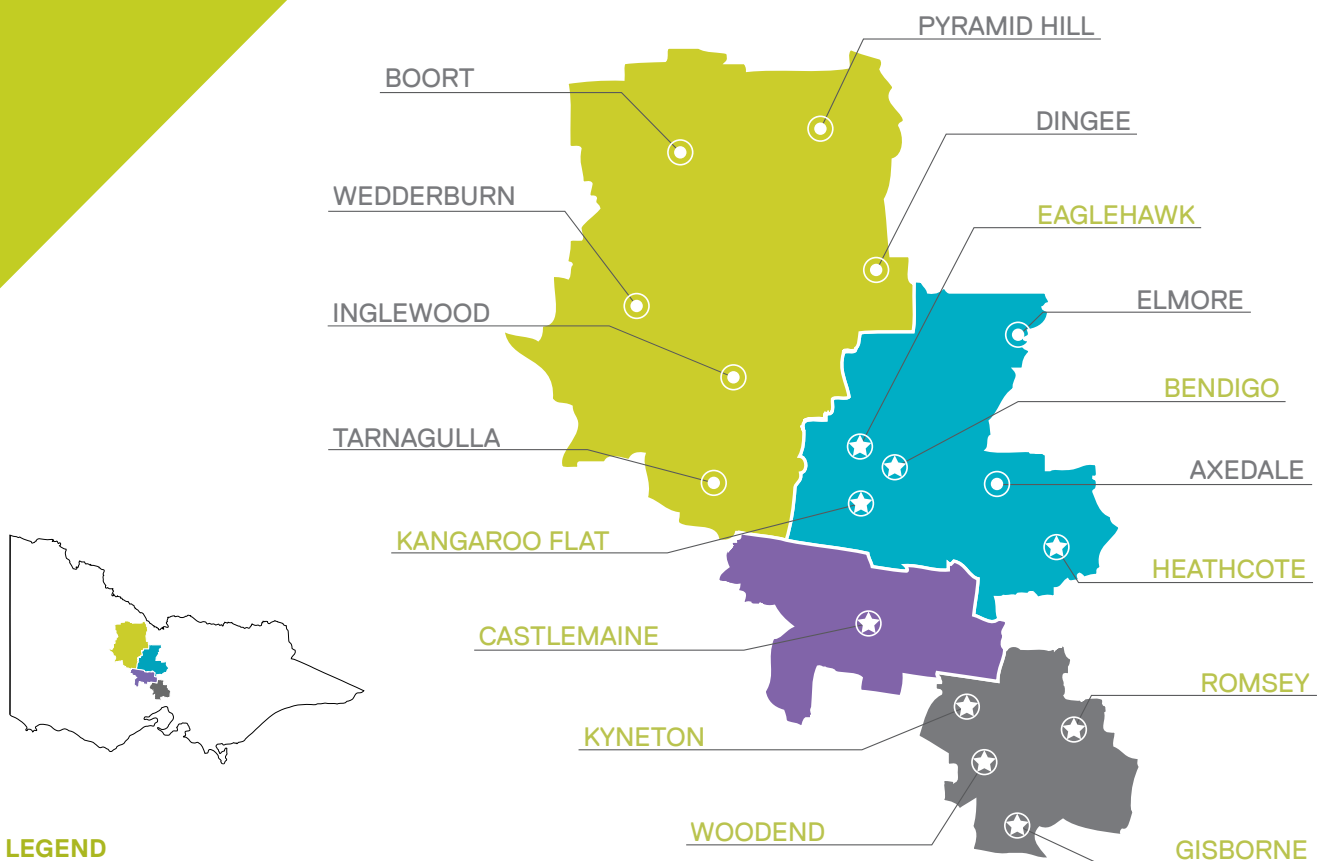 PYRAMID HILL
BOORT
DINGEE
WEDDERBURN
EAGLEHAWK
ELMORE
INGLEWOOD
BENDIGO
TARNAGULLA
AXEDALE
KANGAROO FLAT
HEATHCOTE
CASTLEMAINE
ROMSEY
KYNETON
WOODEND
LEGEND
GISBORNE